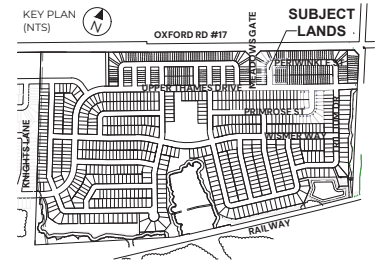 KEY PLAN
(NTS)
N
SUBJECT
LANDS
OXFORD RD #17
MEADOWSGATE
PERIWINKLE ST
UPPER THAMES DRIVE
PRIMROSE ST
WISMER WAY
KNIGHTS LANE
RAILWAY